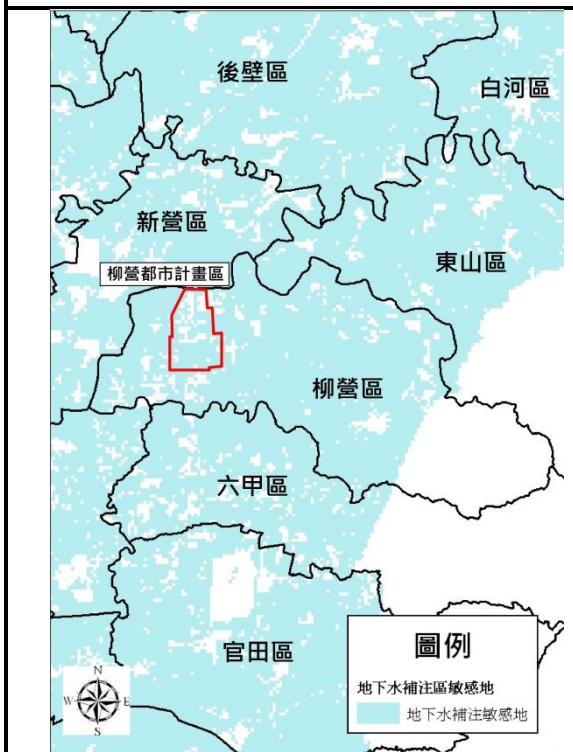 後壁區
白河區
新營區
東山區
柳營都市計畫區
柳營區
六甲區
官田區
圖例
地下水補注區敏感地
地下水補注敏感地
N
W
E
S